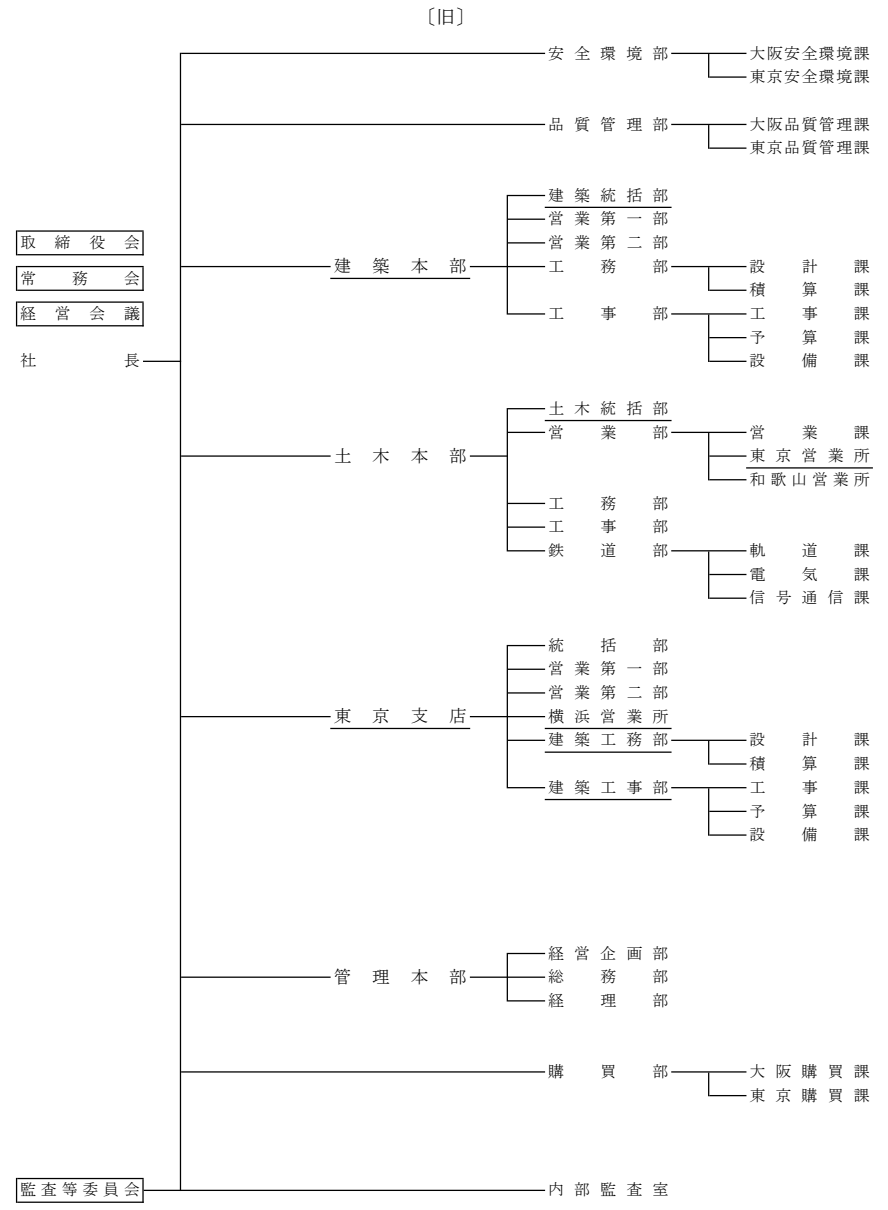 〔旧〕
安全環境部 大阪安全環境課
東京安全環境課
品質管理部 大阪品質管理課
東京品質管理課
建築統括部
営業第一部
取締役会
営業第二部
建築本部 工務部 設計課
常務会
積算課
経営会議 工事部 工事課
予算課
社長 設備課
土木統括部
営業部 営業課
土木本部 東京営業所
和歌山営業所
工務部
工事部
鉄道部 軌道課
電気課
信号通信課
統括部
営業第一部
営業第二部
東京支店 横浜営業所
建築工務部 設計課
積算課
建築工事部 工事課
予算課
設備課
経営企画部
管理本部 総務部
経理部
購買部 大阪購買課
東京購買課
監査等委員会 内部監査室